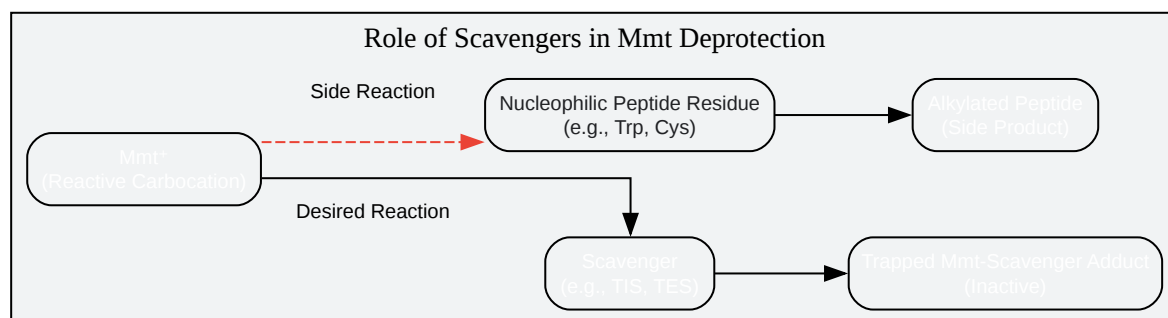 Role of Scavengers in Mmt Deprotection
Side Reaction
Nucleophilic Peptide Residue
(e.g., Trp, Cys)
Alkylated Peptide
(Side Product)
Mmt⁺
(Reactive Carbocation)
Desired Reaction
Scavenger
(e.g., TIS, TES)
Trapped Mmt-Scavenger Adduct
(Inactive)